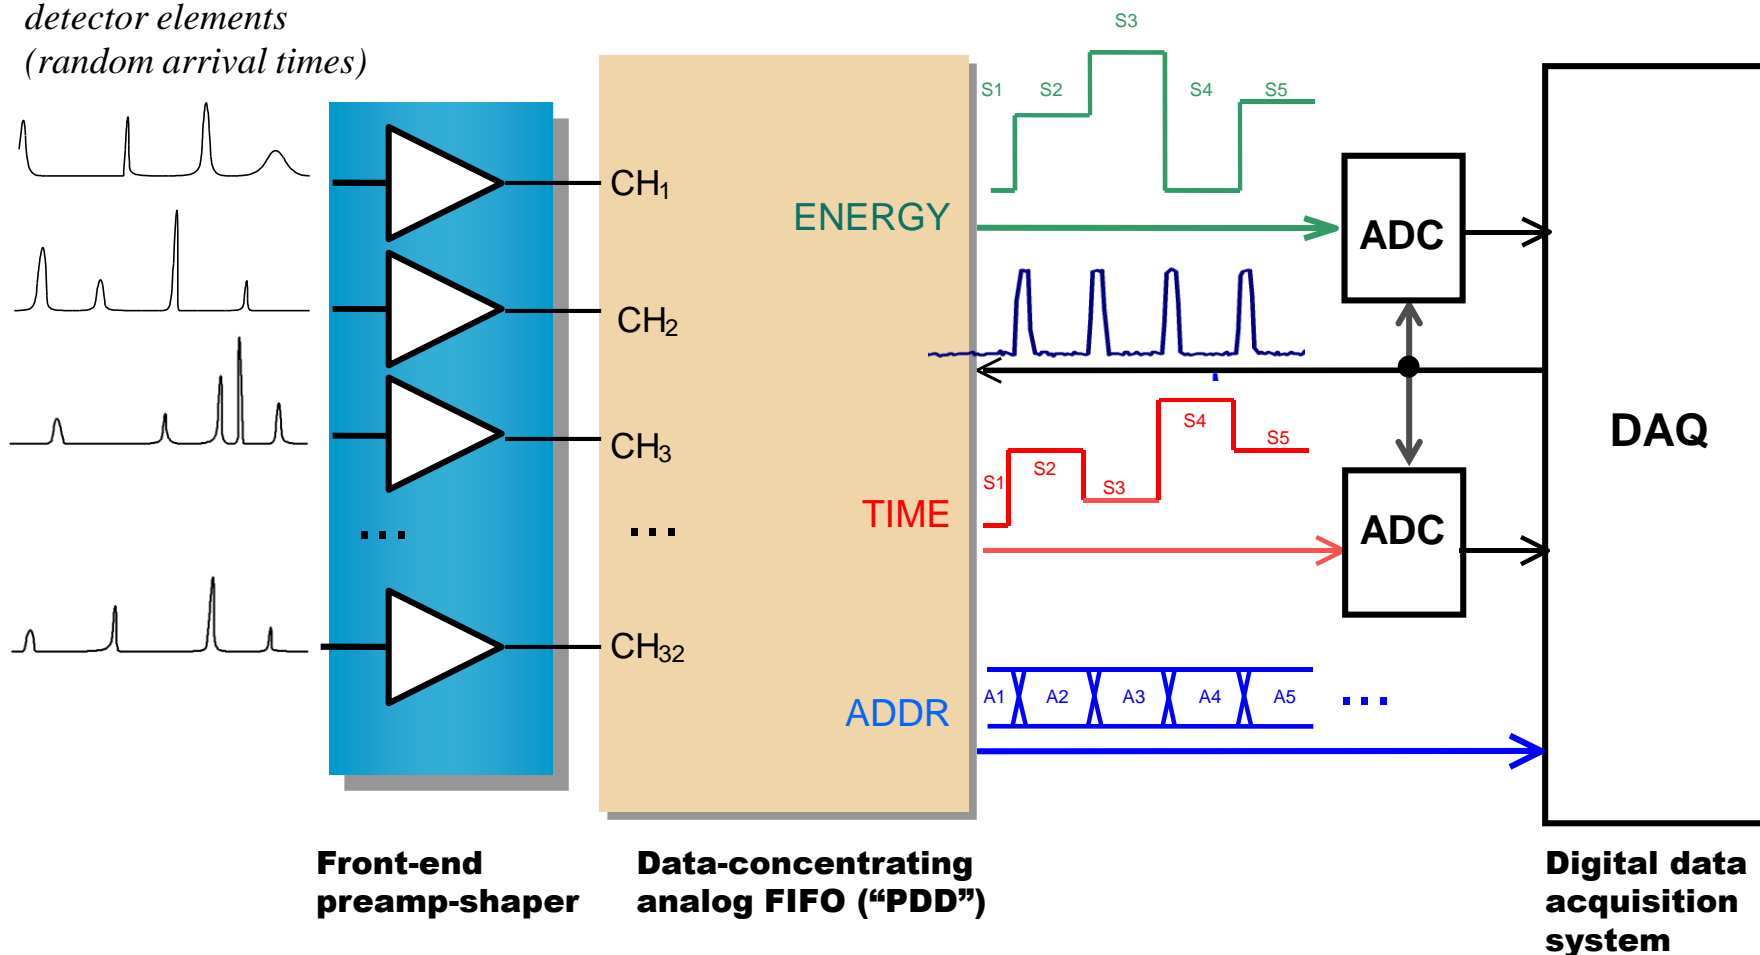 detector elements
(random arrival times)
S3
S1
S2
S4
S5
CH1
ENERGY
ADC
CH2
CH3
S4
S5
S2
S1
S3
DAQ
TIME
ADC
...
...
CH32
A1
A2
A3
A4
A5
...
ADDR
Front-end
preamp-shaper
Data-concentrating
analog FIFO (“PDD”)
Digital data
acquisition
system